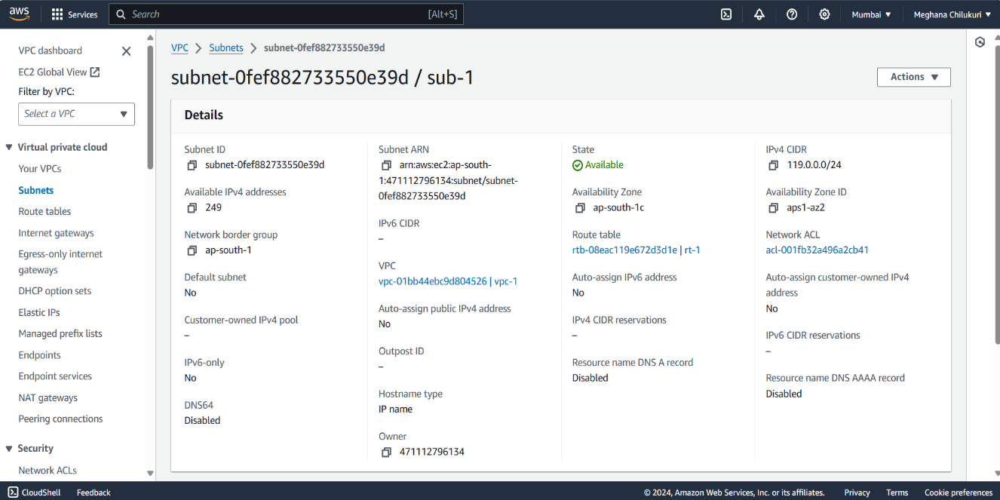 aws
Services
Search
[Alt+S]
Mumbai
Meghana Chilukuri
VPC dashboard
EC2 Global View
Filter by VPC:
Select a VPC
Virtual private cloud
Your VPCs
Subnets
Route tables
Internet gateways
Egress-only internet
gateways
DHCP option sets
Elastic IPs
Managed prefix lists
Endpoints
Endpoint services
NAT gateways
Peering connections
Security
Network ACLs
VPC
Subnets
subnet-0fef882733550e39d
subnet-0fef882733550e39d / sub-1
Actions
Details
Subnet ID
subnet-0fef882733550e39d
Available IPv4 addresses
249
Network border group
ap-south-1
Default subnet
No
Customer-owned IPv4 pool
–
IPv6-only
No
DNS64
Disabled
Subnet ARN
arn:aws:ec2:ap-south-
1:471112796134:subnet/subnet-
0fef882733550e39d
IPv6 CIDR
–
VPC
vpc-01bb44ebc9d804526 | vpc-1
Auto-assign public IPv4 address
No
Outpost ID
–
Hostname type
IP name
Owner
471112796134
State
Available
Availability Zone
ap-south-1c
Route table
rtb-08eac119e672d3d1e | rt-1
Auto-assign IPv6 address
No
IPv4 CIDR reservations
–
Resource name DNS A record
Disabled
IPv4 CIDR
119.0.0.0/24
Availability Zone ID
aps1-az2
Network ACL
acl-001fb32a496a2cb41
Auto-assign customer-owned IPv4
address
No
IPv6 CIDR reservations
–
Resource name DNS AAAA record
Disabled
CloudShell
Feedback
© 2024, Amazon Web Services, Inc. or its affiliates.
Privacy
Terms
Cookie preferences